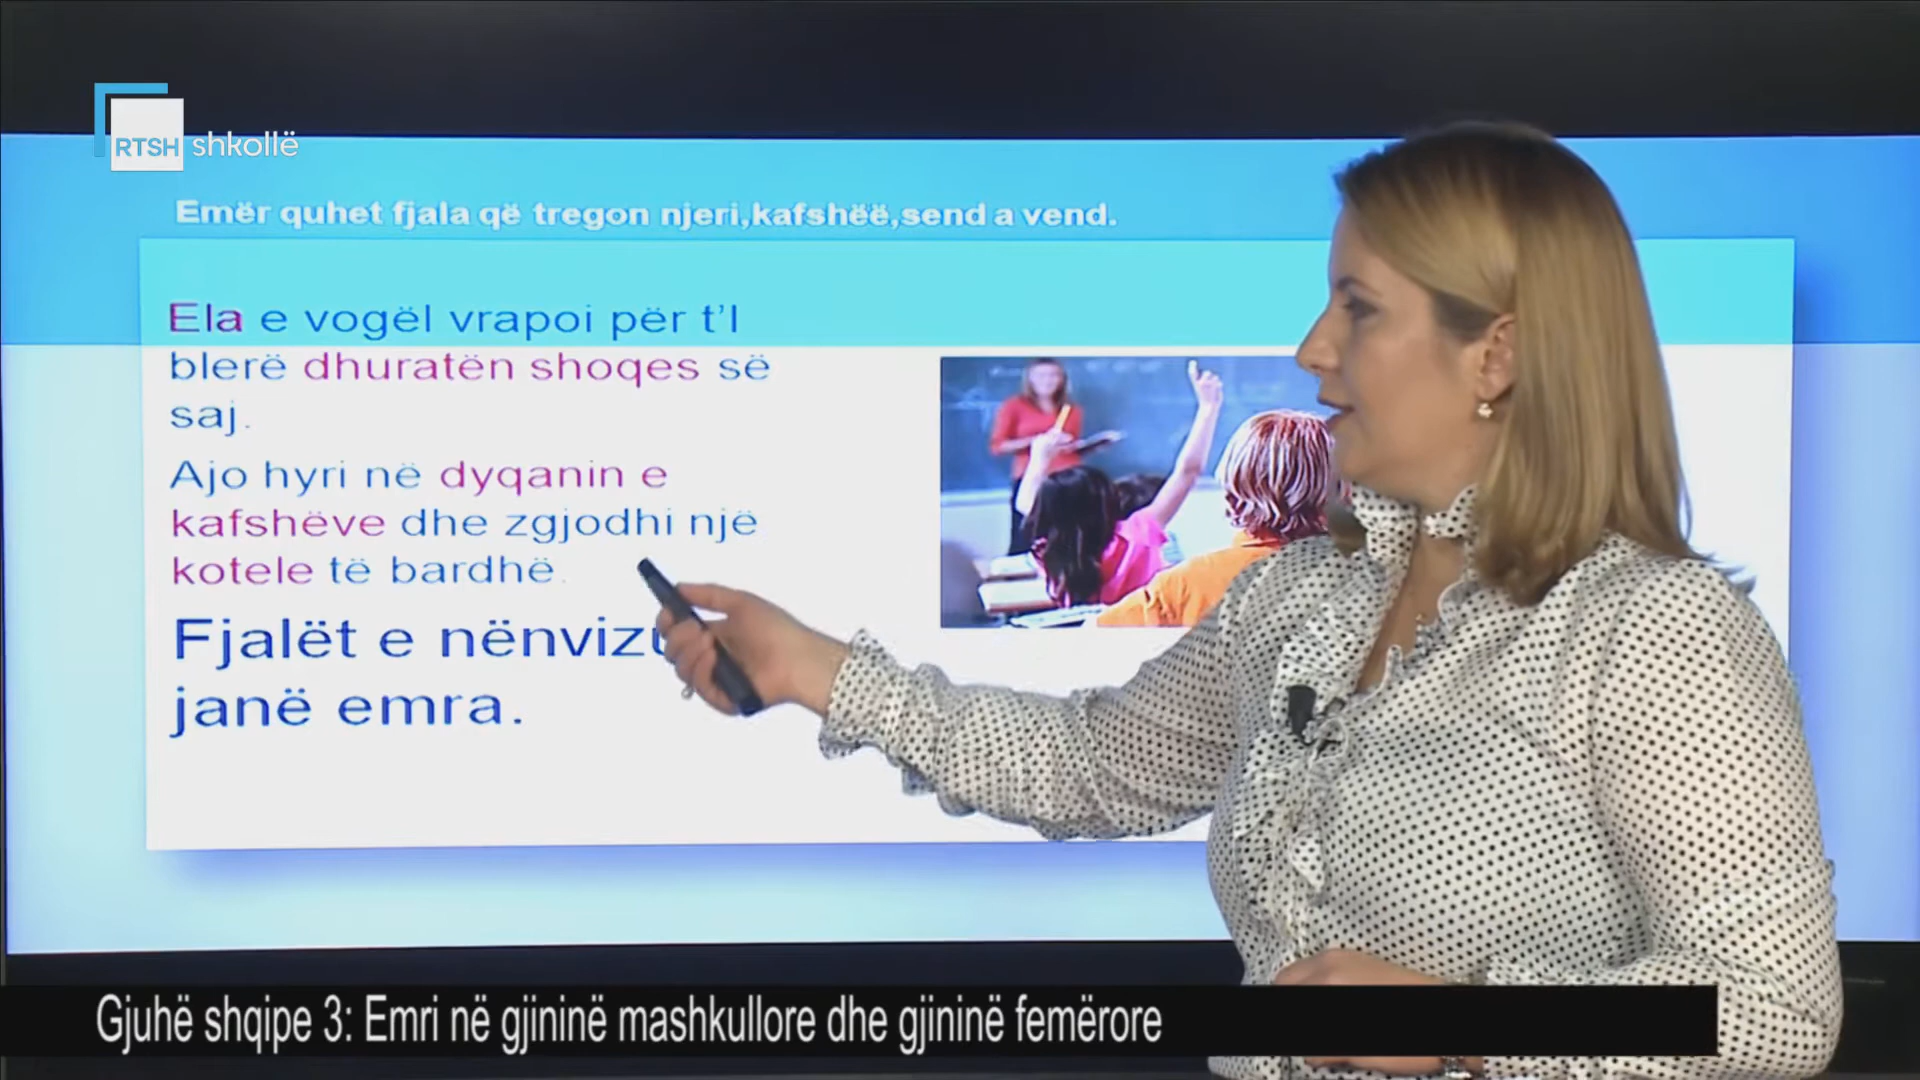 RTSH shkollë
Emër quhet fjala që tregon njeri,kafshëë,send a vend.
Ela e vogël vrapoi për t’I
blerë dhuratën shoqes së
saj.
Ajo hyri në dyqanin e
kafshëve dhe zgjodhi një
kotele të bardhë.
Fjalët e
janë emra.
Gjuhë shqipe 3: Emri në gjininë mashkullore dhe gjininë femërore